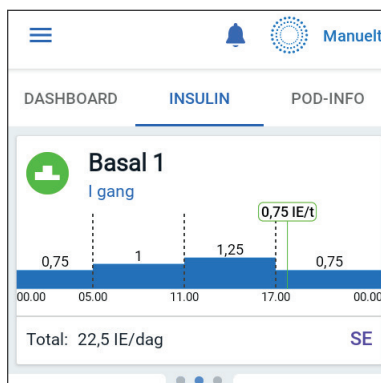 Manuelt
DASHBOARD INSULIN POD-INFO
Basal 1
I gang
0,75 IE/t
0,75 1 1,25 0,75
00.00 05.00 11.00 17.00 00.00
Total: 22,5 IE/dag SE